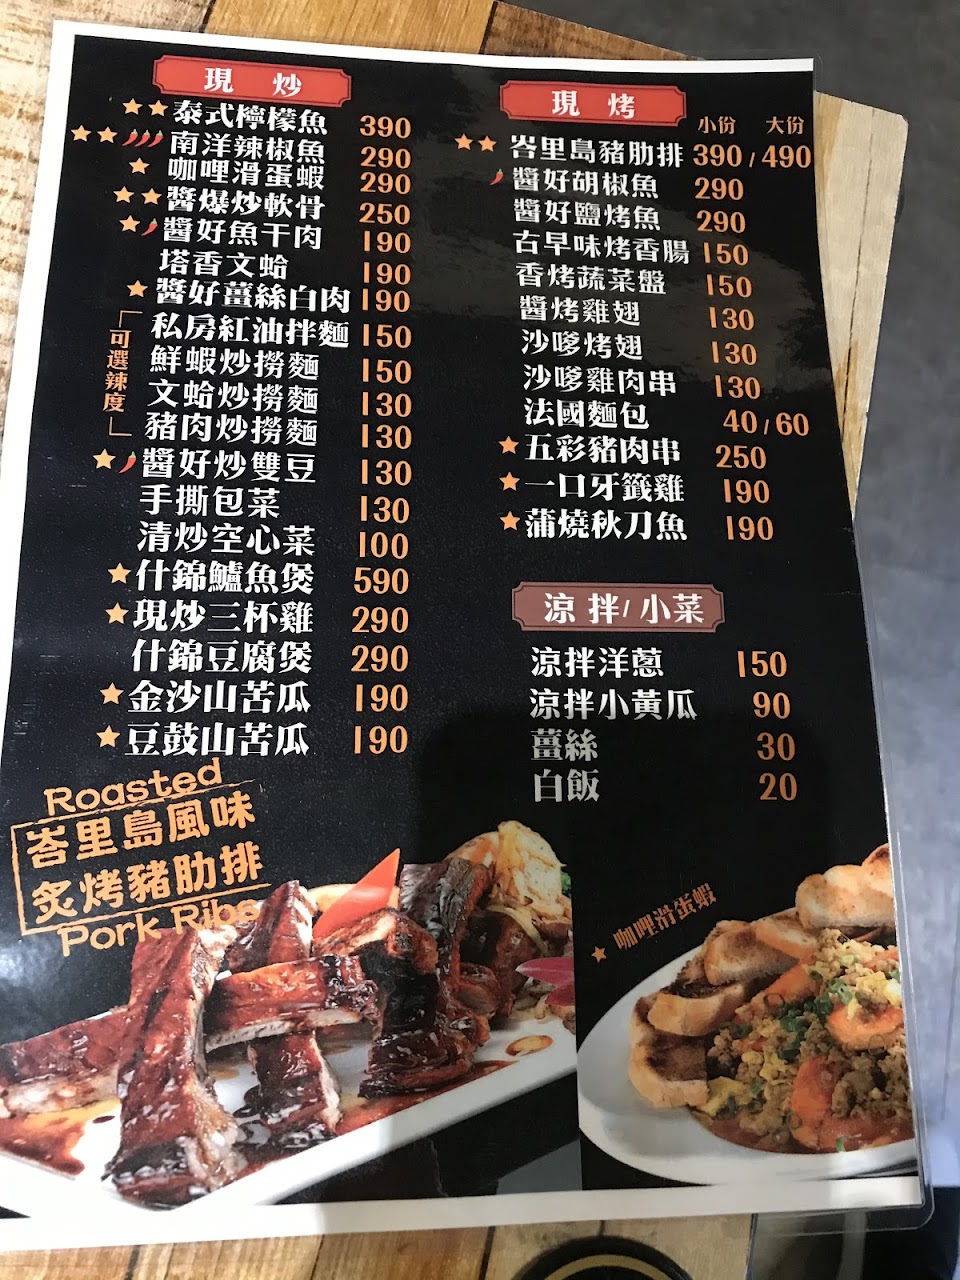 現 炒
泰式檸檬魚 390
南洋辣椒魚 290
咖哩滑蛋蝦 290
醬爆炒軟骨 250
醬好魚干肉 190
塔香文蛤 190
醬好薑絲白肉 190
「可選辣度」
私房紅油拌麵 150
鮮蝦炒撈麵 150
文蛤炒撈麵 130
豬肉炒撈麵 130
醬好炒雙豆 130
手撕包菜 130
清炒空心菜 100
什錦鱸魚煲 590
現炒三杯雞 290
什錦豆腐煲 290
金沙山苦瓜 190
豆鼓山苦瓜 190
現 烤
小份 大份
峇里島豬肋排 390/490
醬好胡椒魚 290
醬好鹽烤魚 290
古早味烤香腸 150
香烤蔬菜盤 150
醬烤雞翅 130
沙嗲烤翅 130
沙嗲雞肉串 130
法國麵包 40/60
五彩豬肉串 250
一口牙籤雞 190
蒲燒秋刀魚 190
涼 拌/小菜
涼拌洋蔥 150
涼拌小黃瓜 90
薑絲 30
白飯 20
Roasted
峇里島風味
炙烤豬肋排
Pork Ribs
咖哩滑蛋蝦